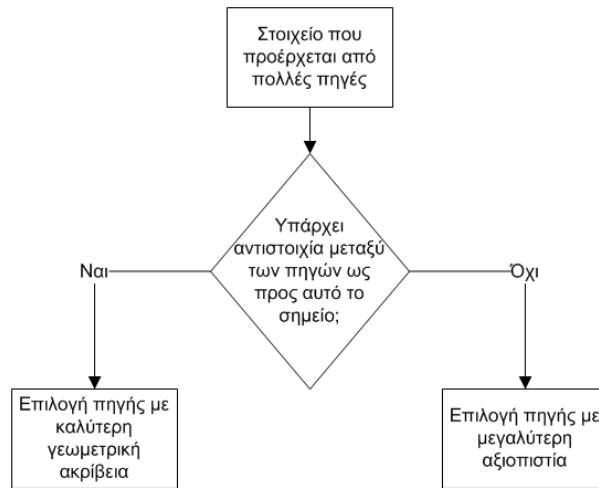 Στοιχείο που
προέρχεται από
πολλές πηγές
Υπάρχει
αντιστοιχία μεταξύ
των πηγών ως
προς αυτό το
σημείο;
Ναι
Όχι
Επιλογή πηγής με
καλύτερη
γεωμετρική
ακρίβεια
Επιλογή πηγής με
μεγαλύτερη
αξιοπιστία